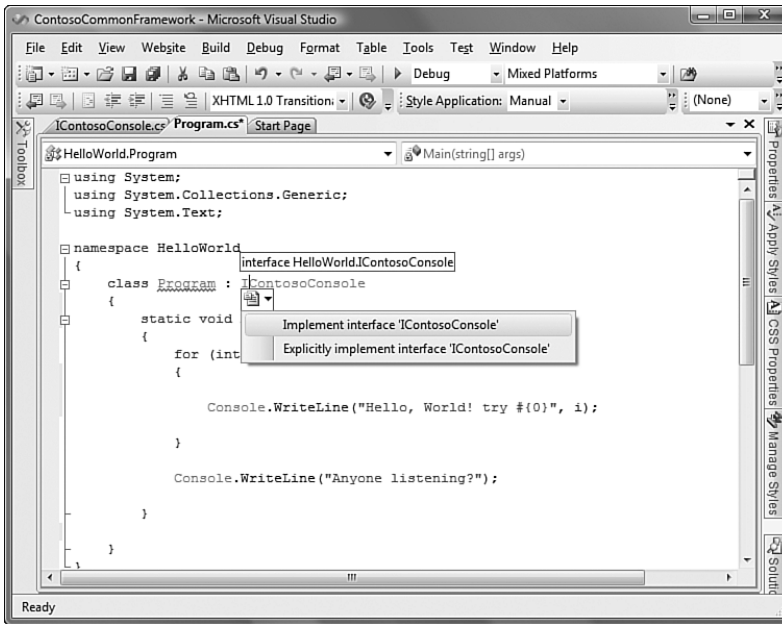 ContosoCommonFramework - Microsoft Visual Studio
File Edit View Website Build Debug Format Table Tools Test Window Help
Debug Mixed Platforms
XHTML 1.0 Transition: Style Application: Manual (None)
IContosoConsole.cs Program.cs* Start Page
HelloWorld.Program Main(string[] args)
using System;
using System.Collections.Generic;
using System.Text;
namespace HelloWorld
interface HelloWorld.IContosoConsole
{
class Program : IContosoConsole
{
static void
Implement interface 'IContosoConsole'
{
Explicitly implement interface 'IContosoConsole'
for (int
{
Console.WriteLine("Hello, World! try #{0}", i);
}
Console.WriteLine("Anyone listening?");
}
}
}
Ready
Toolbox
Properties
Apply Styles
CSS Properties
Manage Styles